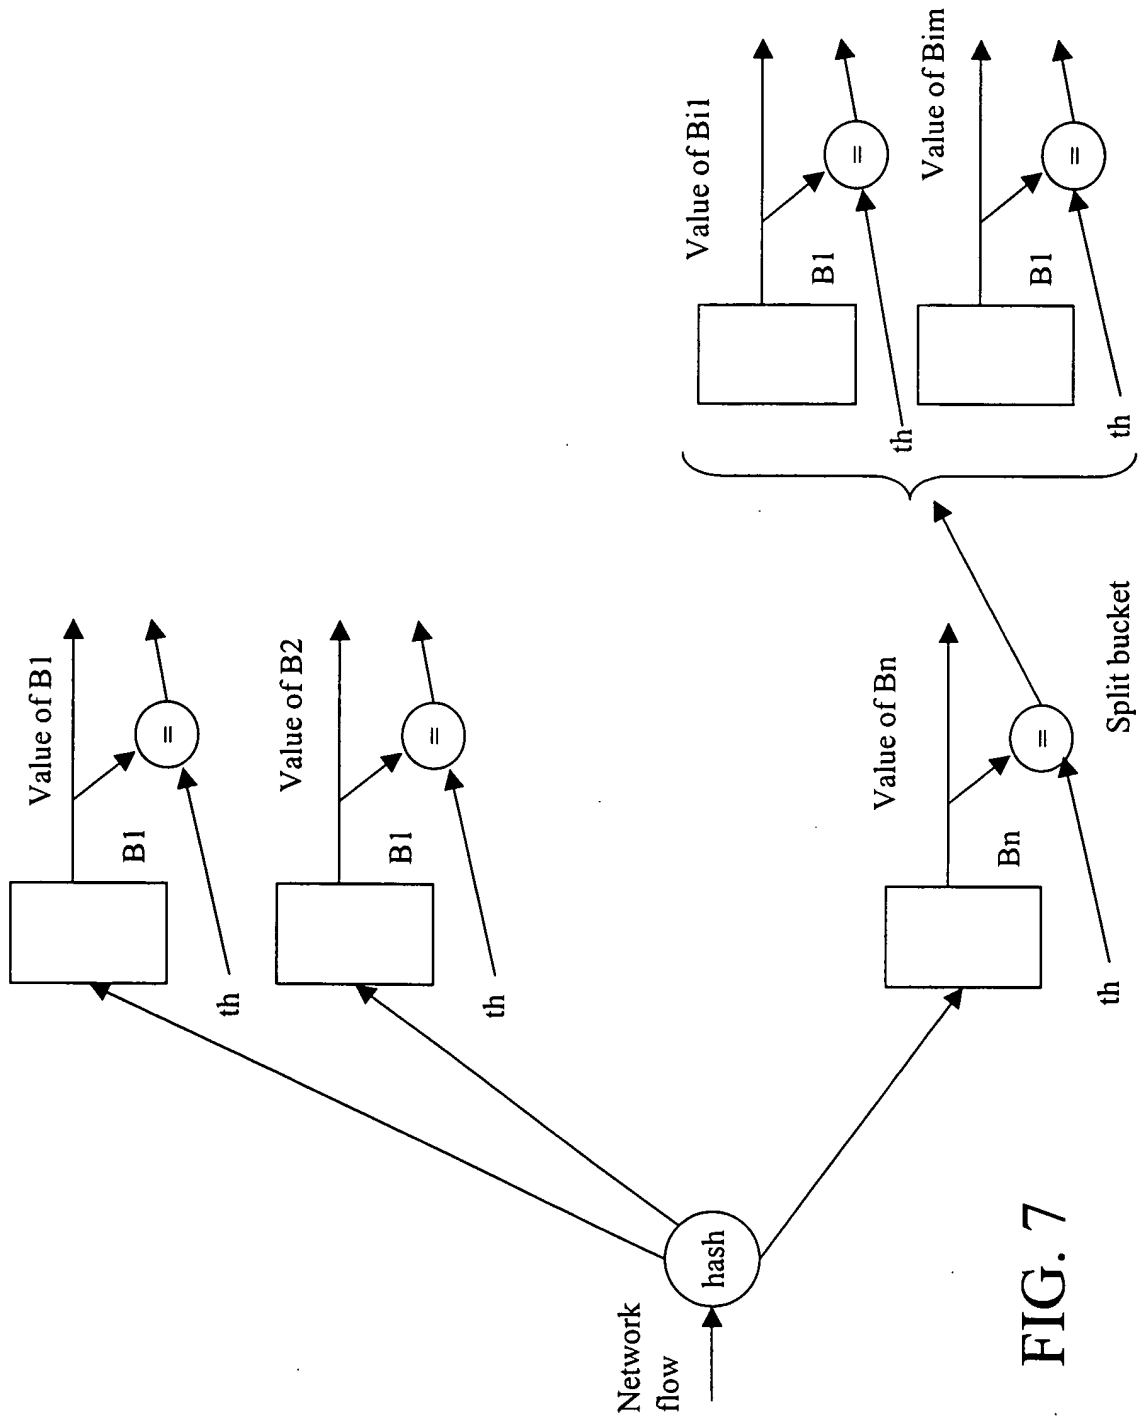 Network
flow
hash
Value of B1
B1
=
th
Value of B2
B1
=
th
Value of Bn
Bn
=
th
Split bucket
Value of Bi1
B1
=
th
Value of Bim
B1
=
th
FIG. 7